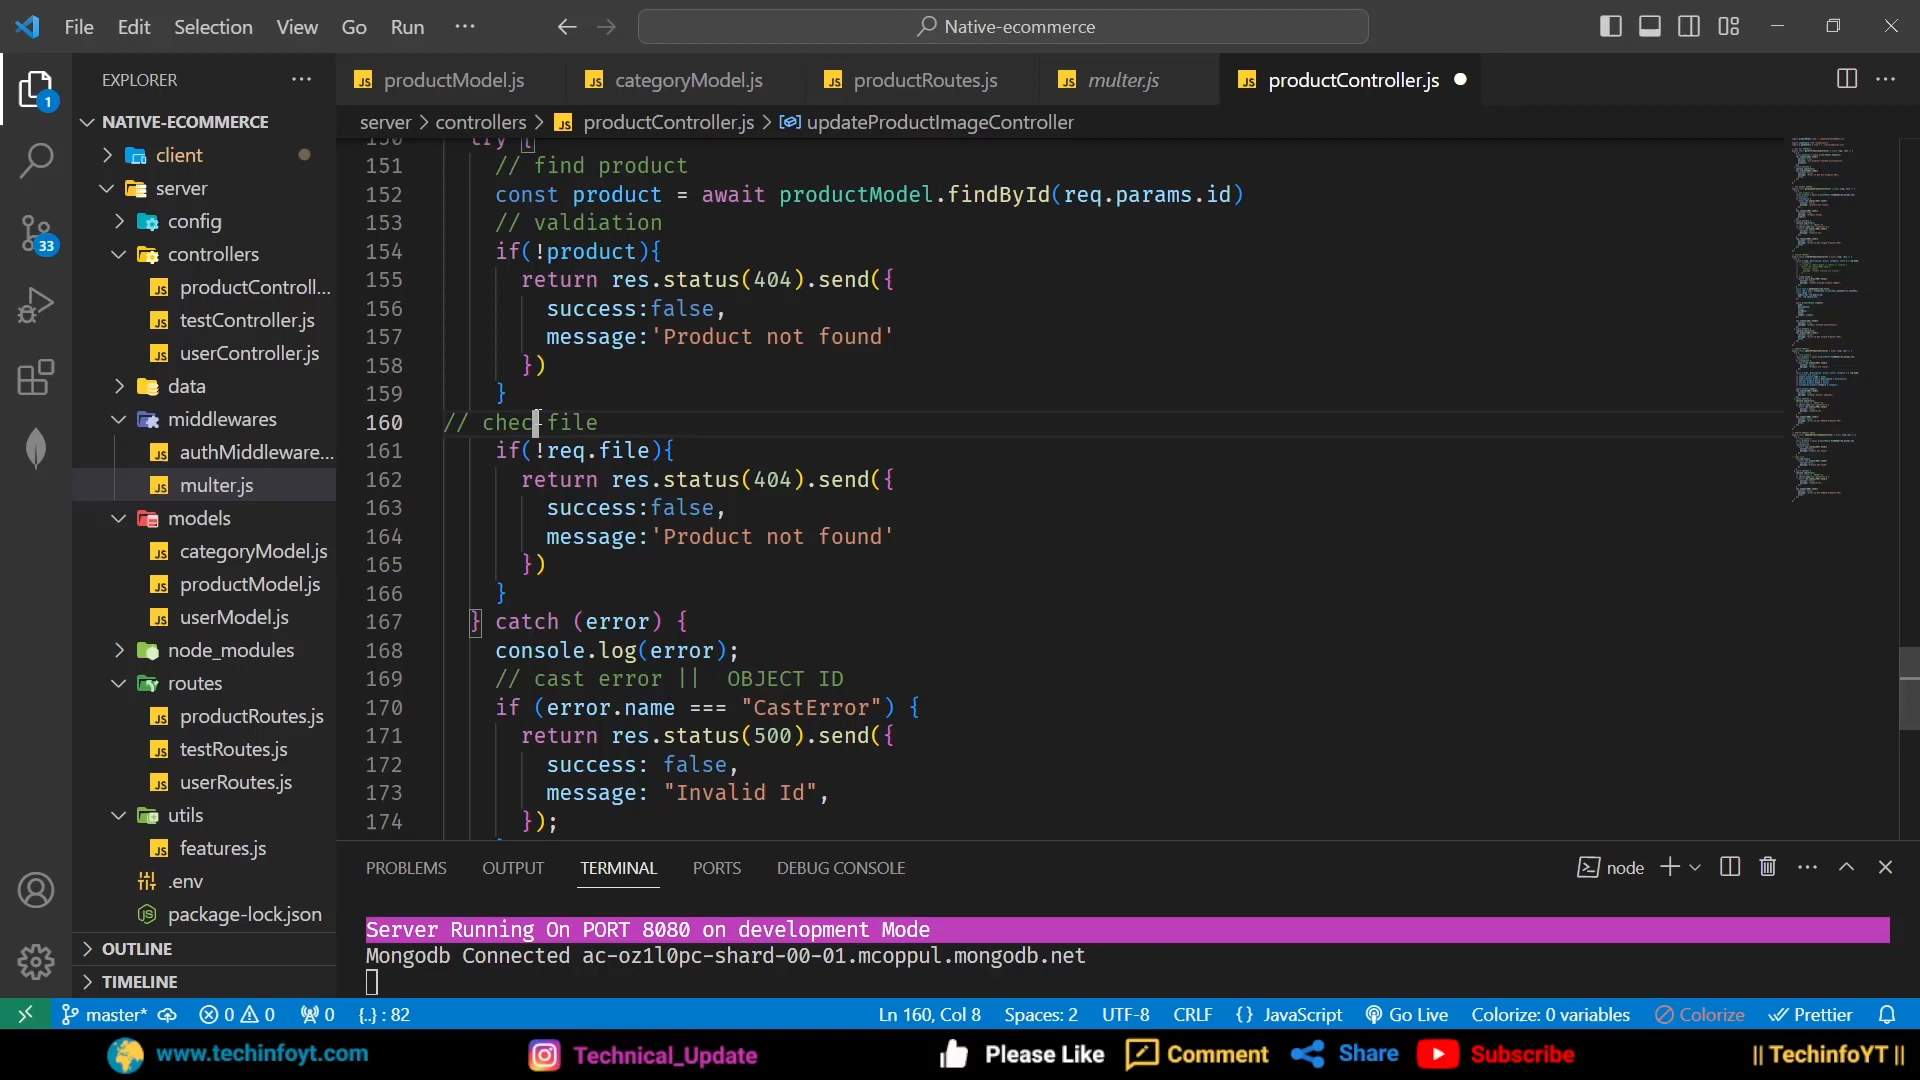 File Edit Selection View Go Run ··· Native-ecommerce
EXPLORER ···
productModel.js categoryModel.js productRoutes.js multer.js productController.js
server > controllers > productController.js > updateProductImageController
1
33
NATIVE-ECOMMERCE
client
server
config
controllers
productControll...
testController.js
userController.js
data
middlewares
authMiddleware...
multer.js
models
categoryModel.js
productModel.js
userModel.js
node_modules
routes
productRoutes.js
testRoutes.js
userRoutes.js
utils
features.js
.env
package-lock.json
OUTLINE
TIMELINE
150 try {
151 // find product
152 const product = await productModel.findById(req.params.id)
153 // valdiation
154 if(!product){
155 return res.status(404).send({
156 success:false,
157 message:'Product not found'
158 })
159 }
160 // chec file
161 if(!req.file){
162 return res.status(404).send({
163 success:false,
164 message:'Product not found'
165 })
166 }
167 } catch (error) {
168 console.log(error);
169 // cast error || OBJECT ID
170 if (error.name === "CastError") {
171 return res.status(500).send({
172 success: false,
173 message: "Invalid Id",
174 });
PROBLEMS OUTPUT TERMINAL PORTS DEBUG CONSOLE node
Server Running On PORT 8080 on development Mode
Mongodb Connected ac-oz1l0pc-shard-00-01.mcoppul.mongodb.net
master* 0 0 0 {..} : 82 Ln 160, Col 8 Spaces: 2 UTF-8 CRLF {} JavaScript Go Live Colorize: 0 variables Colorize Prettier
www.techinfoyt.com Technical_Update Please Like Comment Share Subscribe || TechinfoYT ||